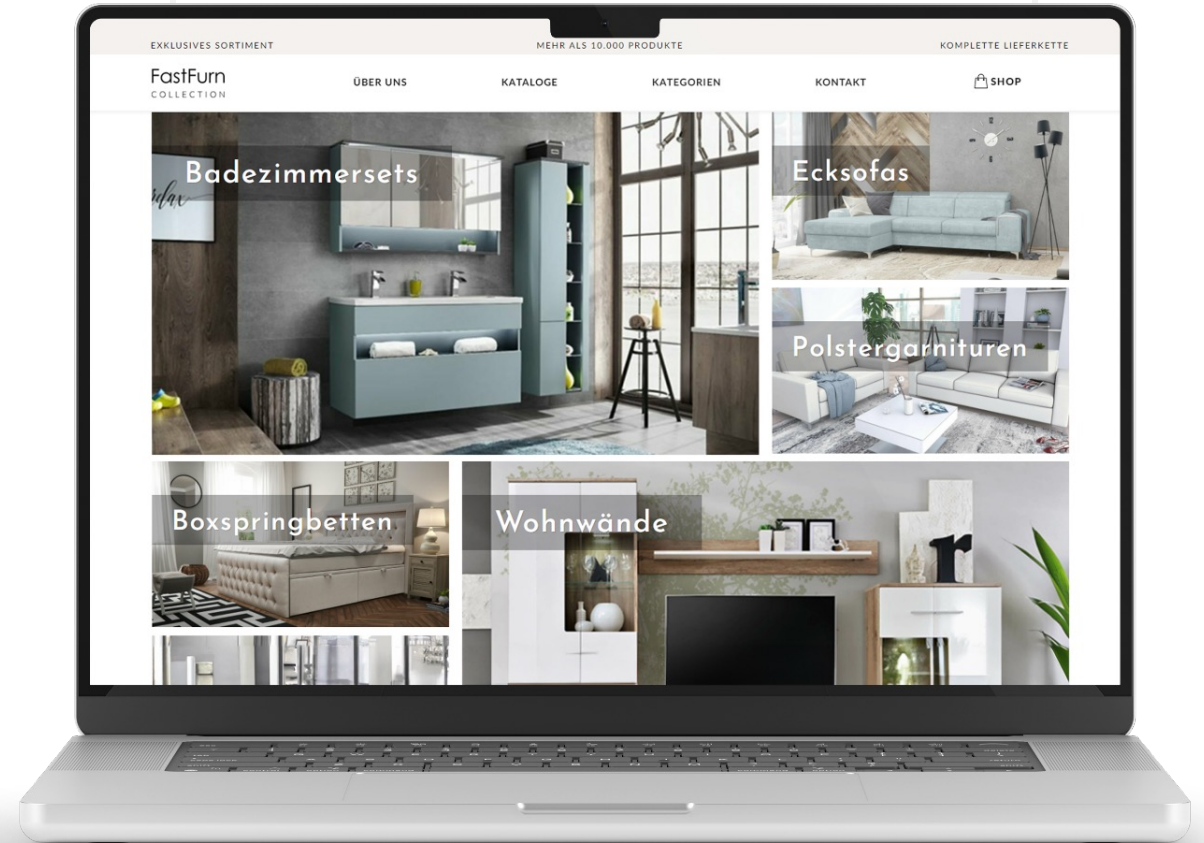 EXKLUSIVES SORTIMENT
MEHR ALS 10.000 PRODUKTE
KOMPLETTE LIEFERKETTE
FastFurn
COLLECTION
ÜBER UNS
KATALOGE
KATEGORIEN
KONTAKT
SHOP
Badezimmersets
Ecksofas
Polstergarnituren
Boxspringbetten
Wohnwände
r